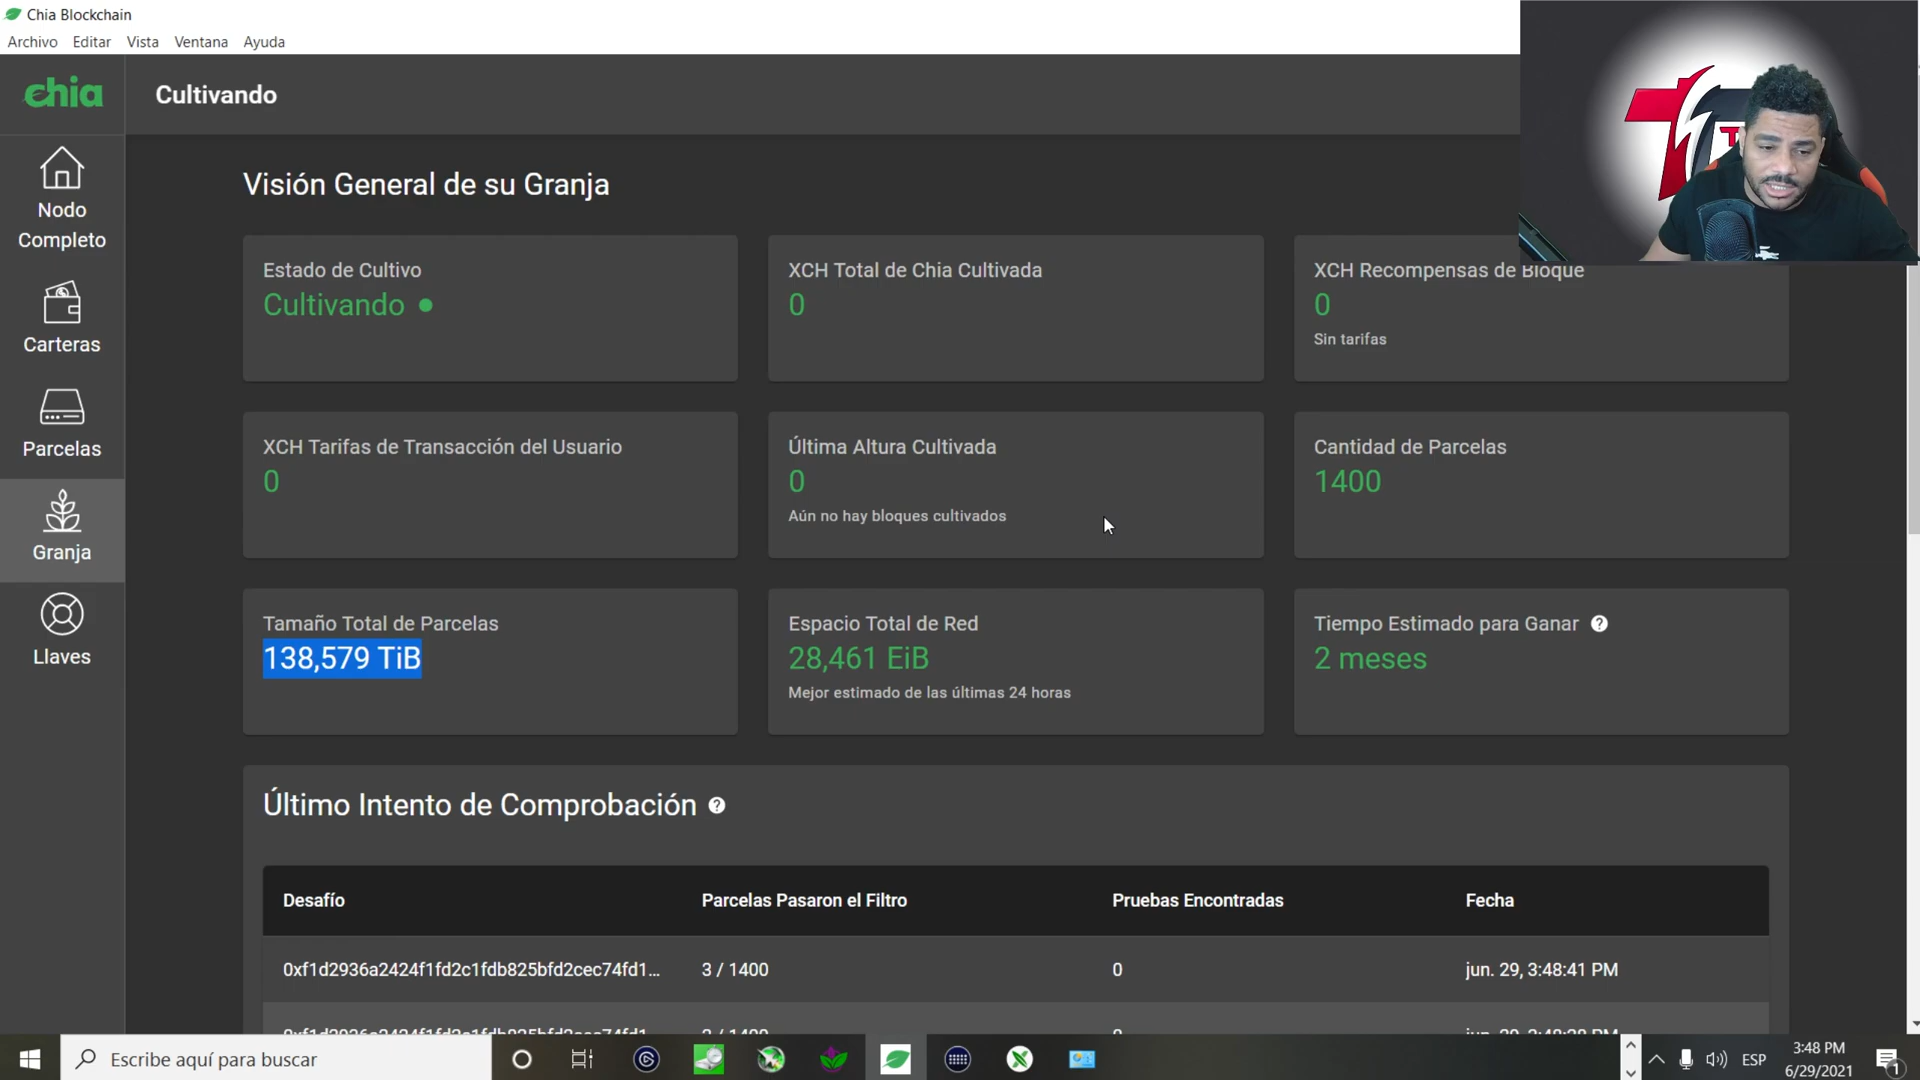 Chia Blockchain
Archivo Editar Vista Ventana Ayuda
chia
Cultivando
Nodo
Completo
Carteras
Parcelas
Granja
Llaves
Visión General de su Granja
Estado de Cultivo
Cultivando
XCH Total de Chia Cultivada
0
XCH Recompensas de Bloque
0
Sin tarifas
XCH Tarifas de Transacción del Usuario
0
Última Altura Cultivada
0
Aún no hay bloques cultivados
Cantidad de Parcelas
1400
Tamaño Total de Parcelas
138,579 TiB
Espacio Total de Red
28,461 EiB
Mejor estimado de las últimas 24 horas
Tiempo Estimado para Ganar ?
2 meses
Último Intento de Comprobación ?
Desafío Parcelas Pasaron el Filtro Pruebas Encontradas Fecha
0xf1d2936a2424f1fd2c1fdb825bfd2cec74fd1... 3 / 1400 0 jun. 29, 3:48:41 PM
Escribe aquí para buscar
ESP
3:48 PM
6/29/2021
1